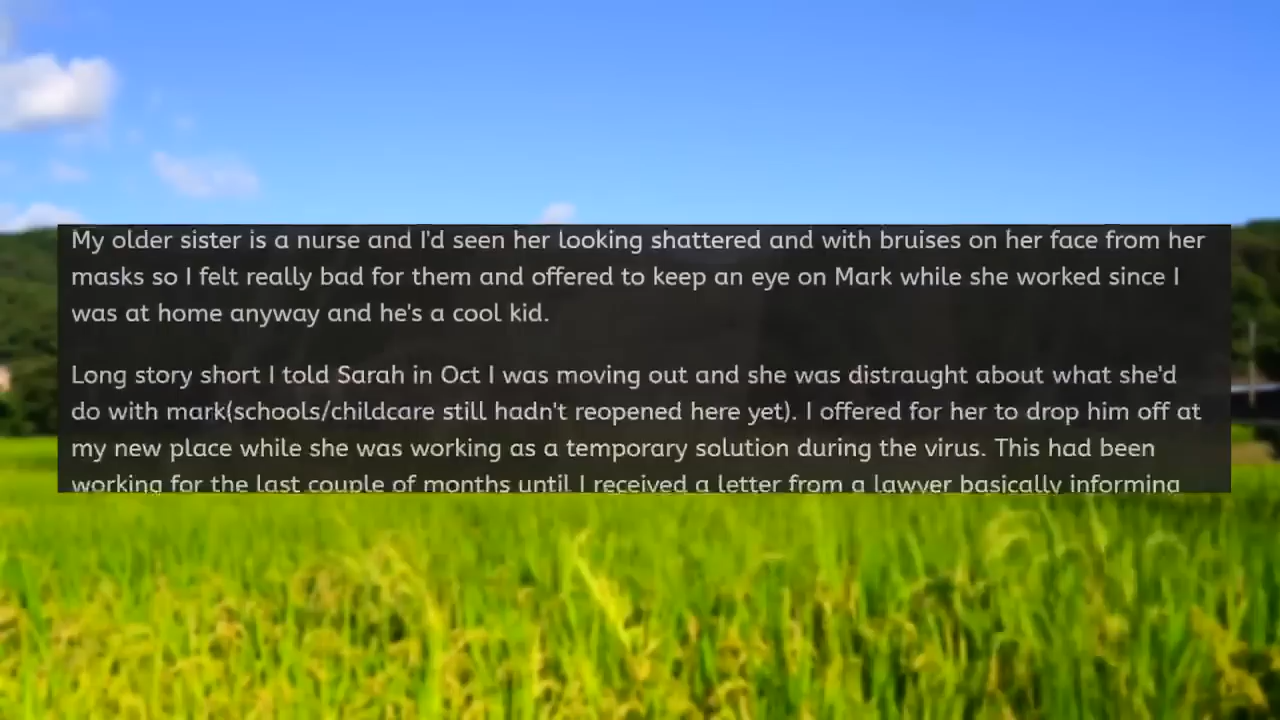 My older sister is a nurse and I'd seen her looking shattered and with bruises on her face from her
masks so I felt really bad for them and offered to keep an eye on Mark while she worked since I
was at home anyway and he's a cool kid.
Long story short I told Sarah in Oct I was moving out and she was distraught about what she'd
do with mark(schools/childcare still hadn't reopened here yet). I offered for her to drop him off at
my new place while she was working as a temporary solution during the virus. This had been
working for the last couple of months until I received a letter from a lawyer basically informing